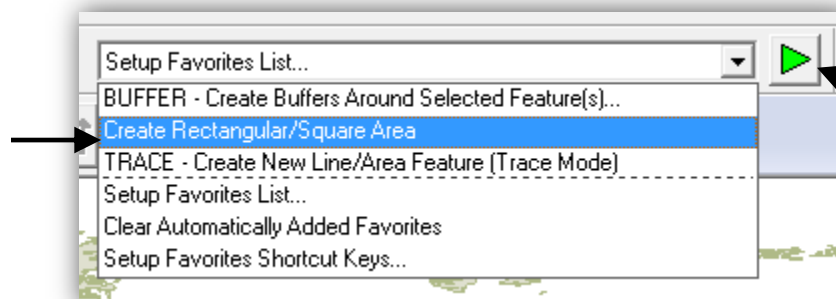 Setup Favorites List...
BUFFER - Create Buffers Around Selected Feature(s)...
Create Rectangular/Square Area
TRACE - Create New Line/Area Feature (Trace Mode)
Setup Favorites List...
Clear Automatically Added Favorites
Setup Favorites Shortcut Keys...